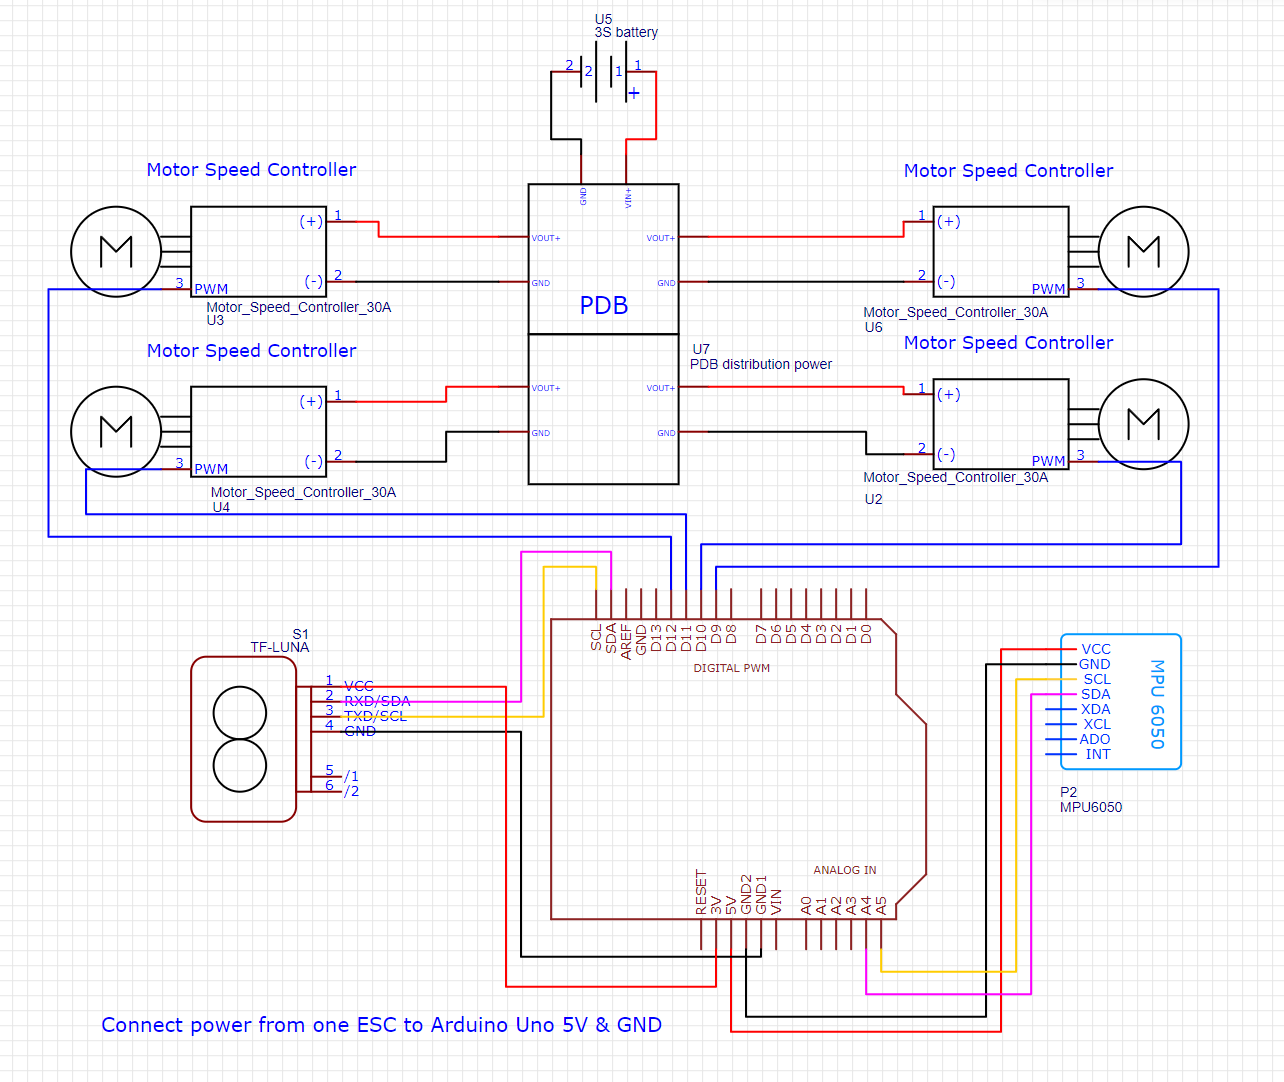 U5
3S battery
2
2
1
1
+
GND
VIN+
Motor Speed Controller
Motor Speed Controller
M
(+)
1
(-)
2
PWM
3
Motor_Speed_Controller_30A
U3
VOUT+
GND
VOUT+
GND
PDB
1
(+)
2
(-)
PWM
3
M
Motor_Speed_Controller_30A
U6
Motor Speed Controller
Motor Speed Controller
M
(+)
1
(-)
2
PWM
3
Motor_Speed_Controller_30A
U4
VOUT+
GND
VOUT+
GND
U7
PDB distribution power
1
(+)
2
(-)
PWM
3
M
Motor_Speed_Controller_30A
U2
SCL
SDA
AREF
GND
D13
D12
D11
D10
D9
D8
D7
D6
D5
D4
D3
D2
D1
D0
DIGITAL PWM
S1
TF-LUNA
1 VCC
2 RXD/SDA
3 TXD/SCL
4 GND
5 /1
6 /2
VCC
GND
SCL
SDA
XDA
XCL
ADO
INT
MPU 6050
P2
MPU6050
ANALOG IN
RESET
3V
5V
GND2
GND1
VIN
A0
A1
A2
A3
A4
A5
Connect power from one ESC to Arduino Uno 5V & GND